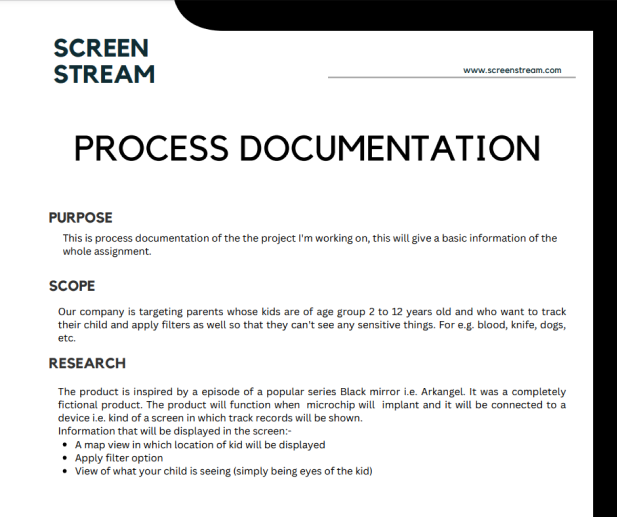 SCREEN
STREAM
www.screenstream.com
PROCESS DOCUMENTATION
PURPOSE
This is process documentation of the the project I'm working on, this will give a basic information of the
whole assignment.
SCOPE
Our company is targeting parents whose kids are of age group 2 to 12 years old and who want to track
their child and apply filters as well so that they can't see any sensitive things. For e.g. blood, knife, dogs,
etc.
RESEARCH
The product is inspired by a episode of a popular series Black mirror i.e. Arkangel. It was a completely
fictional product. The product will function when microchip will implant and it will be connected to a
device i.e. kind of a screen in which track records will be shown.
Information that will be displayed in the screen:-
• A map view in which location of kid will be displayed
• Apply filter option
• View of what your child is seeing (simply being eyes of the kid)